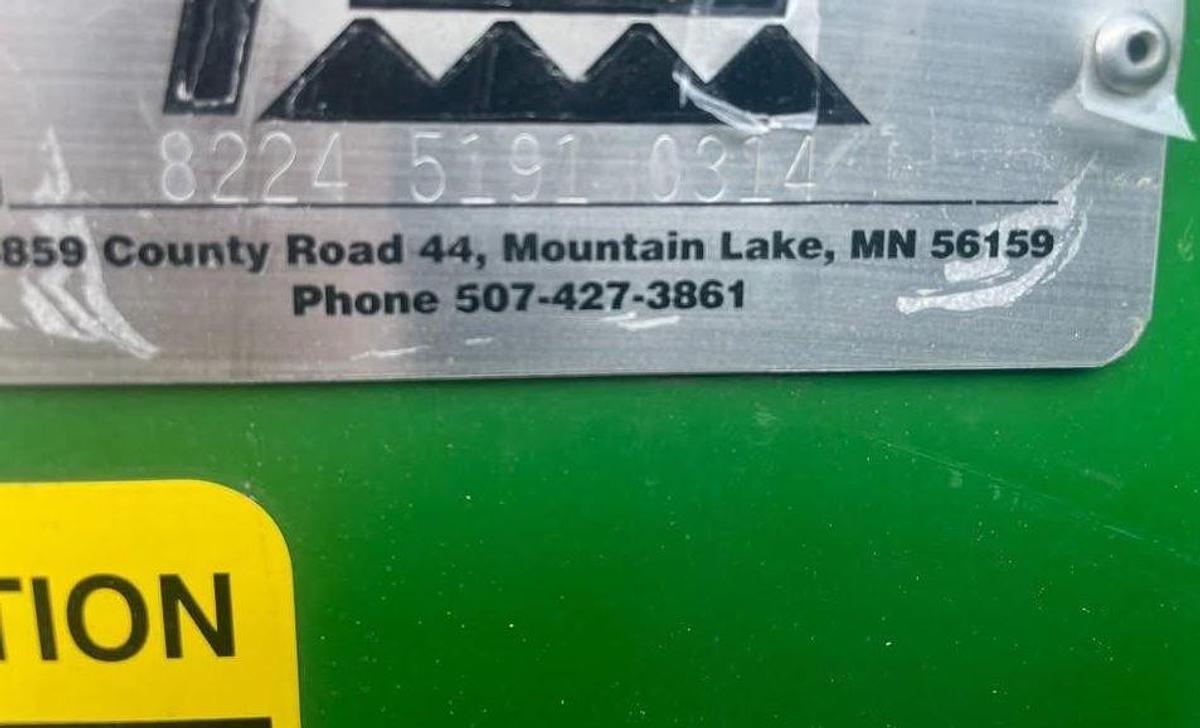 8224 5191 0314
859 County Road 44, Mountain Lake, MN 56159
Phone 507-427-3861
TION